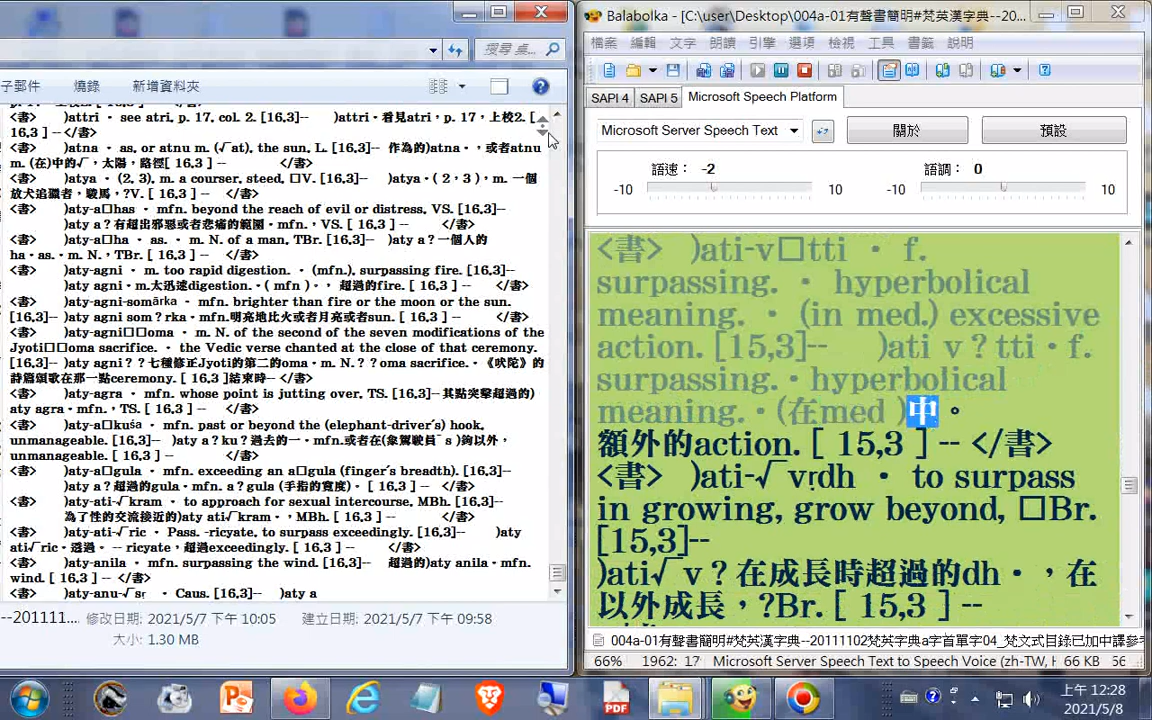 搜尋 桌...
子郵件 燒錄 新增資料夾
<書> )attri・see atri. p. 17, col. 2. [16.3]-- )attri・看見atri，p. 17，上校2. [
16,3 ] --</書>
<書> )atna・as, or atnu m. (√at), the sun, L. [16.3]-- 作為的)atna・，或者atnu
m. (在)中的√，太陽，路徑[ 16.3 ] </書>
<書> )atya・(2, 3), m. a courser, steed, □V. [16.3]-- )atya・( 2，3 )，m. 一個
放犬追獵者，駿馬，?V. [ 16.3 ] </書>
<書> )aty-a□has・mfn. beyond the reach of evil or distress, VS. [16.3]--
)aty a？有超出邪惡或者悲痛的範圍・mfn.，VS. [ 16.3 ] </書>
<書> )aty-a□ha・as.・m. N. of a man, TBr. [16.3]-- )aty a？一個人的
ha・as.・m. N，TBr. [ 16.3 ] </書>
<書> )aty-agni・m. too rapid digestion.・(mfn.), surpassing fire. [16.3]--
)aty agni・m.太迅速digestion.・( mfn )・， 超過的fire. [ 16.3 ] </書>
<書> )aty-agni-somārka・mfn. brighter than fire or the moon or the sun.
[16.3]-- )aty agni som？rka・mfn.明亮地比火或者月亮或者sun. [ 16.3 ] </書>
<書> )aty-agni□□oma・m. N. of the second of the seven modifications of the
Jyoti□□oma sacrifice.・the Vedic verse chanted at the close of that ceremony.
[16.3]-- )aty agni？？七種修正Jyoti的第二的oma・m. N.？？oma sacrifice.・《吠陀》的
詩篇頌歌在那一點ceremony. [ 16.3 ]結束時-- </書>
<書> )aty-agra・mfn. whose point is jutting over, TS. [16.3]--其點突擊超過的)
aty agra・mfn.，TS. [ 16.3 ] </書>
<書> )aty-a□kuśa・mfn. past or beyond the (elephant-driver's) hook,
unmanageable. [16.3]-- )aty a？ku？過去的一・mfn.或者在(象駕駛員`s )鉤以外，
unmanageable. [ 16.3 ] </書>
<書> )aty-a□gula・mfn. exceeding an a□gula (finger's breadth). [16.3]--
)aty a？超過的gula・mfn. a？gula (手指的寬度)。[ 16.3 ] </書>
<書> )aty-ati-√kram・to approach for sexual intercourse, MBh. [16.3]--
為了性的交流接近的)aty ati√kram・，MBh. [ 16.3 ] </書>
<書> )aty-ati-√ric・Pass. -ricyate, to surpass exceedingly. [16.3]-- )aty
ati√ric・透過。-- ricyate，超過exceedingly. [ 16.3 ] </書>
<書> )aty-anila・mfn. surpassing the wind. [16.3]-- 超過的)aty anila・mfn.
wind. [ 16.3 ] -- </書>
<書> )aty-anu-√sṛ ・Caus. [16.3]-- )aty a
--201111... 修改日期: 2021/5/7 下午 10:05 建立日期: 2021/5/7 下午 09:58
大小: 1.30 MB
Balabolka - [C:\user\Desktop\004a-01有聲書簡明#梵英漢字典--20...
檔案 編輯 文字 朗讀 引擎 選項 檢視 工具 書籤 說明
SAPI 4 SAPI 5 Microsoft Speech Platform
Microsoft Server Speech Text 關於 預設
語速: -2 語調: 0
-10 10 -10 10
<書> )ati-v□tti ・ f.
surpassing.・ hyperbolical
meaning.・ (in med.) excessive
action. [15,3]-- )ati v？tti・f.
surpassing.・hyperbolical
meaning.・(在med )中。
額外的action. [ 15,3 ] -- </書>
<書> )ati-√vṛdh ・ to surpass
in growing, grow beyond, □Br.
[15,3]--
)ati√v？在成長時超過的dh・，在
以外成長，?Br. [ 15,3 ] --
004a-01有聲書簡明#梵英漢字典--20111102梵英字典a字首單字04_梵文式目錄已加中譯參考
66% 1962: 17 Microsoft Server Speech Text to Speech Voice (zh-TW, H 66 KB 56
上午 12:28
2021/5/8